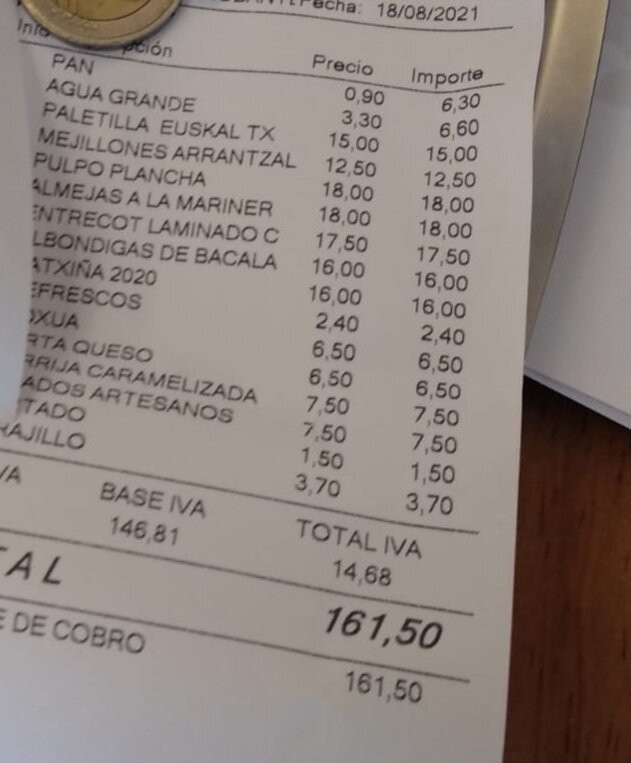 Fecha: 18/08/2021
Precio Importe
PAN 0,90 6,30
AGUA GRANDE 3,30 6,60
PALETILLA EUSKAL TX 15,00 15,00
MEJILLONES ARRANTZAL 12,50 12,50
PULPO PLANCHA 18,00 18,00
ALMEJAS A LA MARINER 18,00 18,00
ENTRECOT LAMINADO C 17,50 17,50
LBONDIGAS DE BACALA 16,00 16,00
ATXIÑA 2020 16,00 16,00
EFRESCOS 2,40 2,40
OXUA 6,50 6,50
RTA QUESO 6,50 6,50
RRIJA CARAMELIZADA 7,50 7,50
ADOS ARTESANOS 7,50 7,50
TADO 1,50 1,50
RAJILLO 3,70 3,70
VA BASE IVA TOTAL IVA
146,81 14,68
TAL 161,50
E DE COBRO 161,50